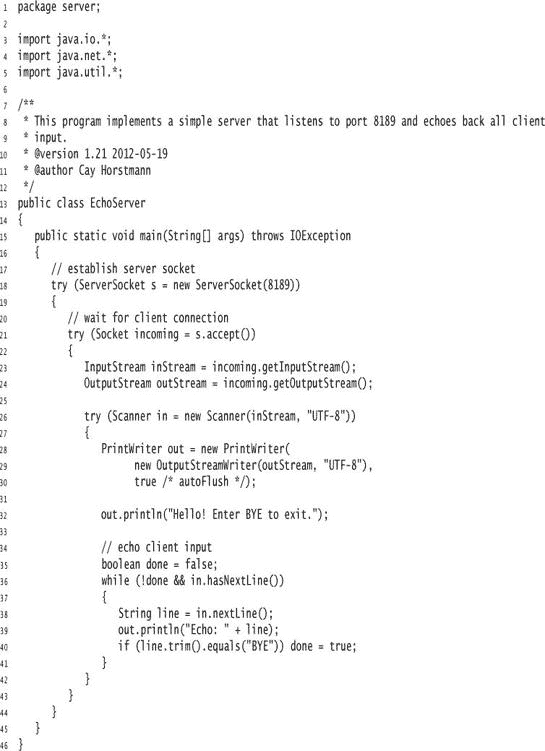 1 package server;
2
3 import java.io.*;
4 import java.net.*;
5 import java.util.*;
6
7 /**
8  * This program implements a simple server that listens to port 8189 and echoes back all client
9  * input.
10  * @version 1.21 2012-05-19
11  * @author Cay Horstmann
12  */
13 public class EchoServer
14 {
15    public static void main(String[] args) throws IOException
16    {
17       // establish server socket
18       try (ServerSocket s = new ServerSocket(8189))
19       {
20          // wait for client connection
21          try (Socket incoming = s.accept())
22          {
23             InputStream inStream = incoming.getInputStream();
24             OutputStream outStream = incoming.getOutputStream();
25
26             try (Scanner in = new Scanner(inStream, "UTF-8"))
27             {
28                PrintWriter out = new PrintWriter(
29                      new OutputStreamWriter(outStream, "UTF-8"),
30                      true /* autoFlush */);
31
32                out.println("Hello! Enter BYE to exit.");
33
34                // echo client input
35                boolean done = false;
36                while (!done && in.hasNextLine())
37                {
38                   String line = in.nextLine();
39                   out.println("Echo: " + line);
40                   if (line.trim().equals("BYE")) done = true;
41                }
42             }
43          }
44       }
45    }
46 }